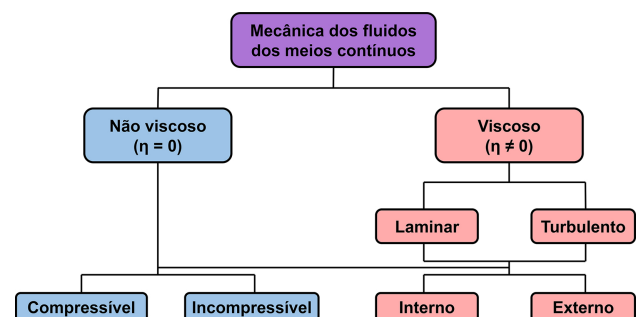 Mecânica dos fluidos
dos meios contínuos
Não viscoso
(η = 0)
Viscoso
(η ≠ 0)
Laminar
Turbulento
Compressível
Incompressível
Interno
Externo